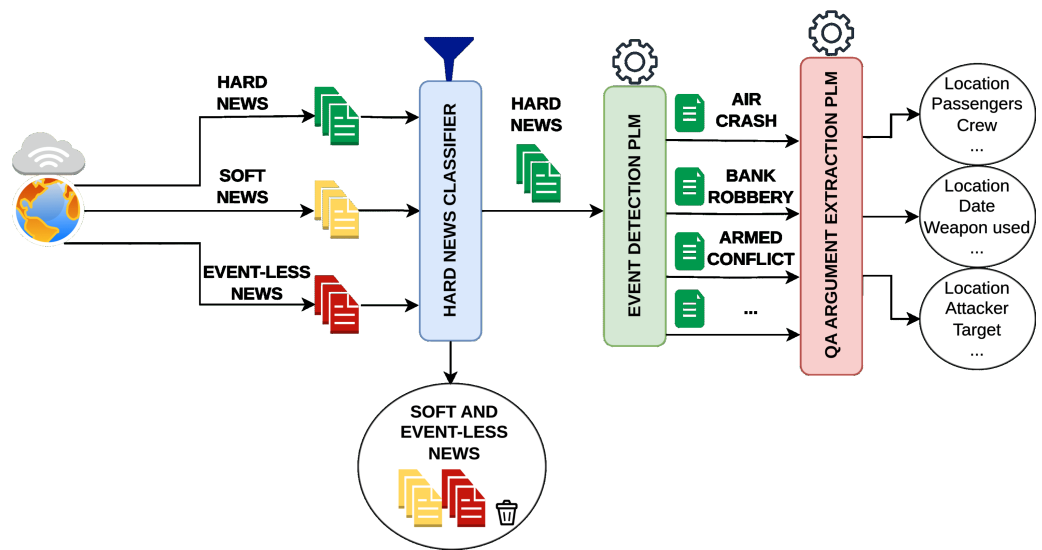 HARD
NEWS
SOFT
NEWS
EVENT-LESS
NEWS
HARD NEWS CLASSIFIER
SOFT AND
EVENT-LESS
NEWS
HARD
NEWS
EVENT DETECTION PLM
AIR
CRASH
BANK
ROBBERY
ARMED
CONFLICT
...
QA ARGUMENT EXTRACTION PLM
Location
Passengers
Crew
...
Location
Date
Weapon used
...
Location
Attacker
Target
...